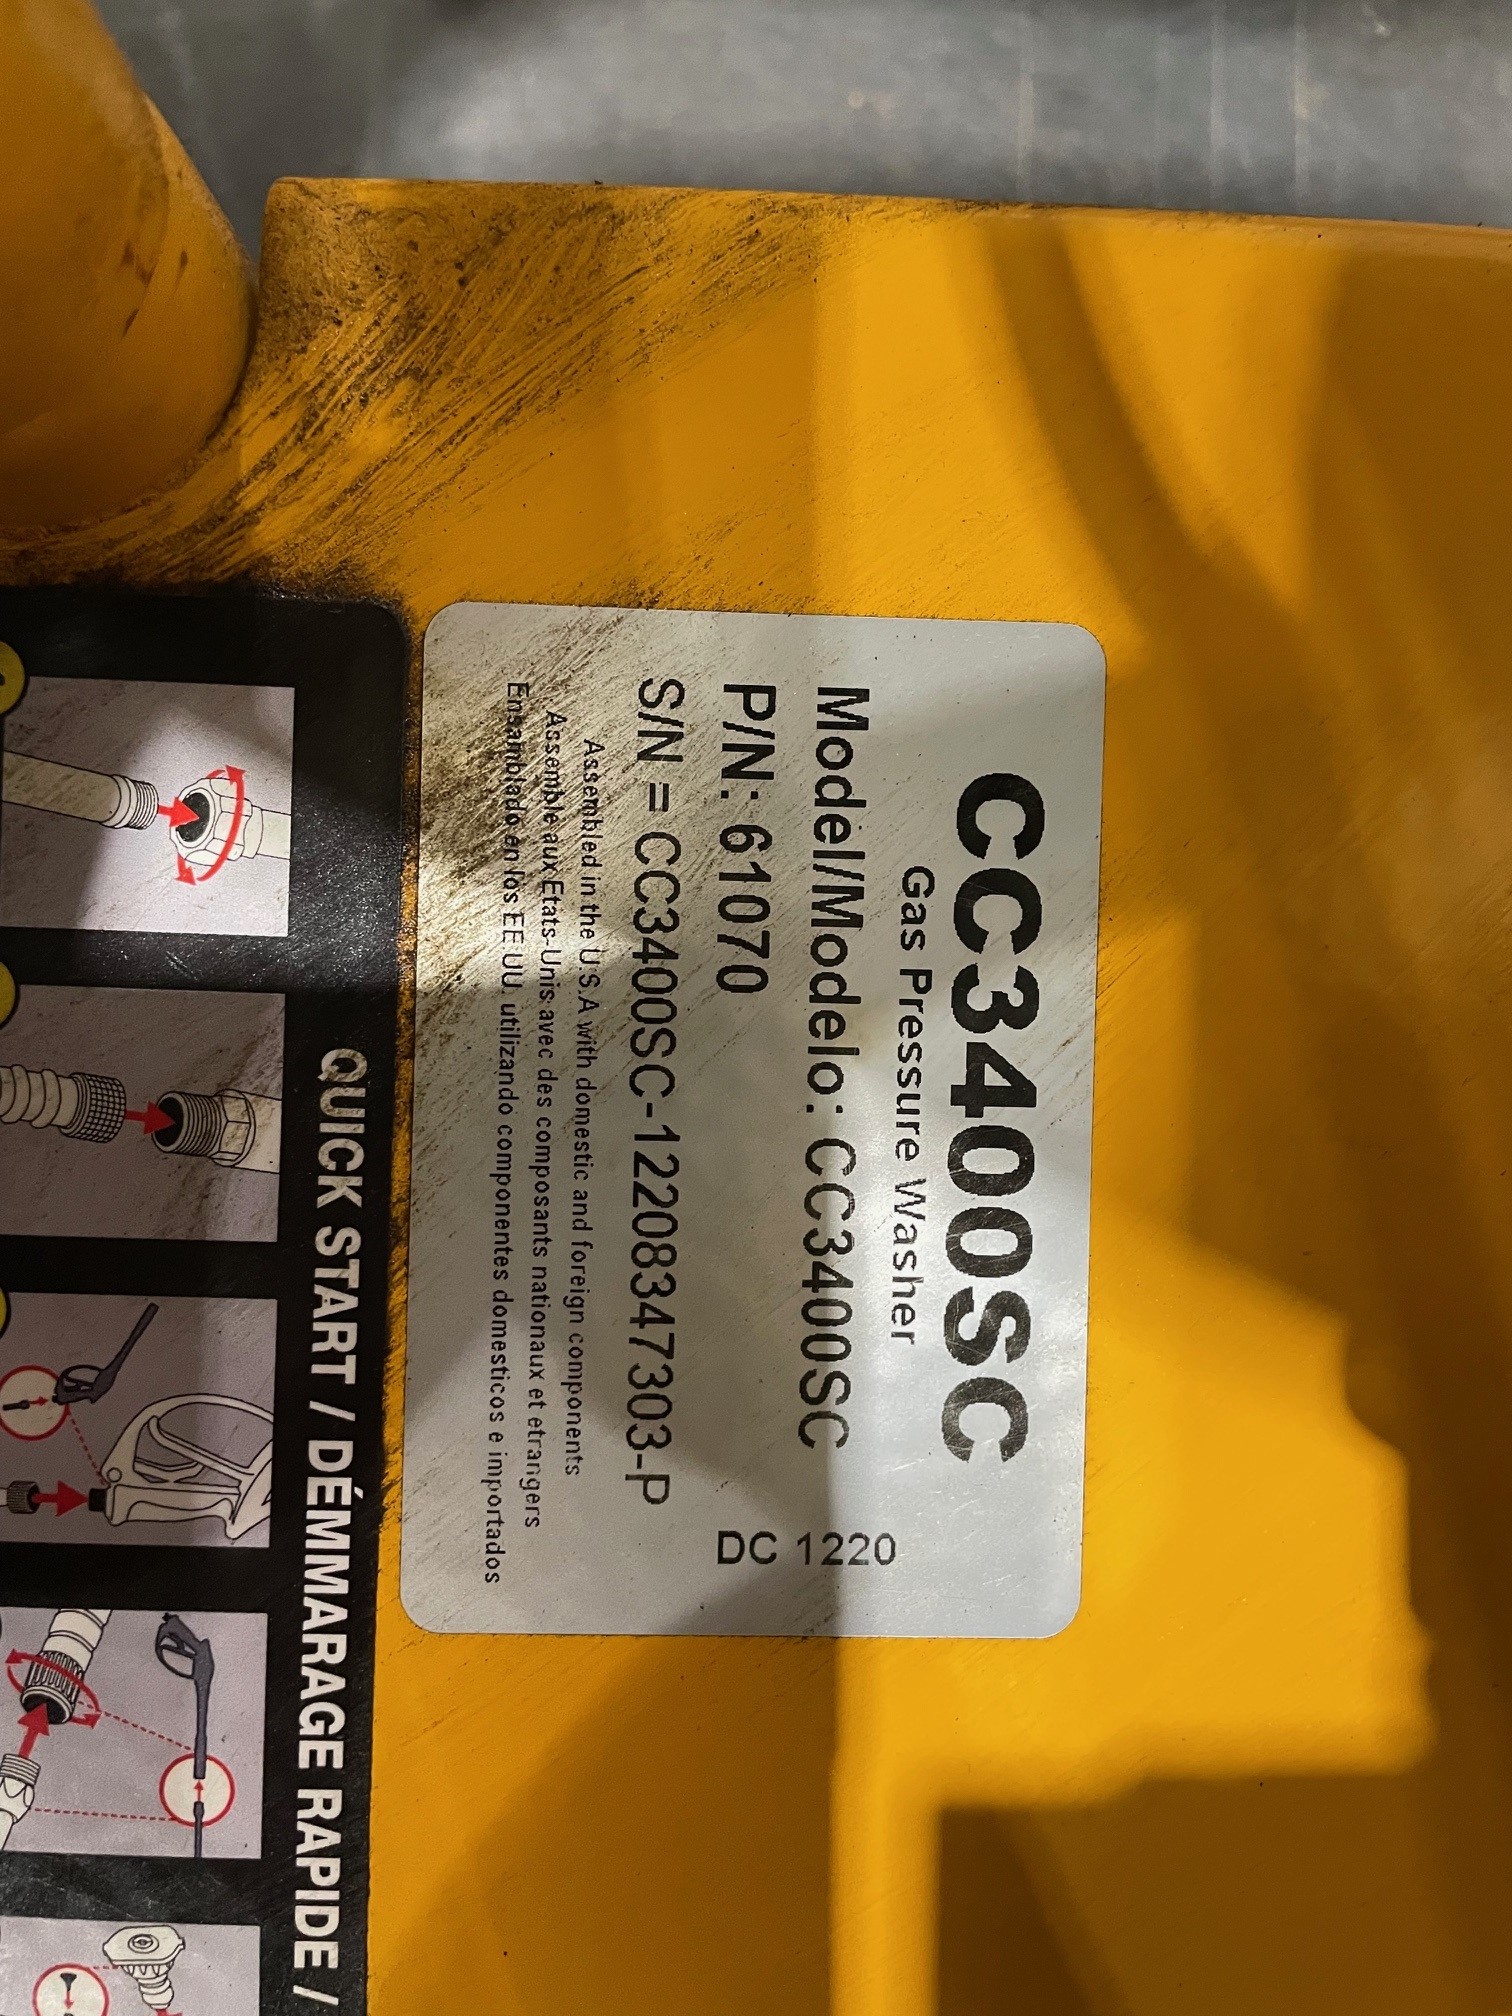 CC3400SC
Gas Pressure Washer
Model/Modelo: CC3400SC
P/N: 61070
DC 1220
S/N = CC3400SC-12208347303-P
Assembled in the U.S.A with domestic and foreign components
Assemble aux Etats-Unis avec des composants nationaux et etrangers
Ensamblado en los EE UU. utilizando componentes domesticos e importados
QUICK START / DÉMMARAGE RAPIDE /